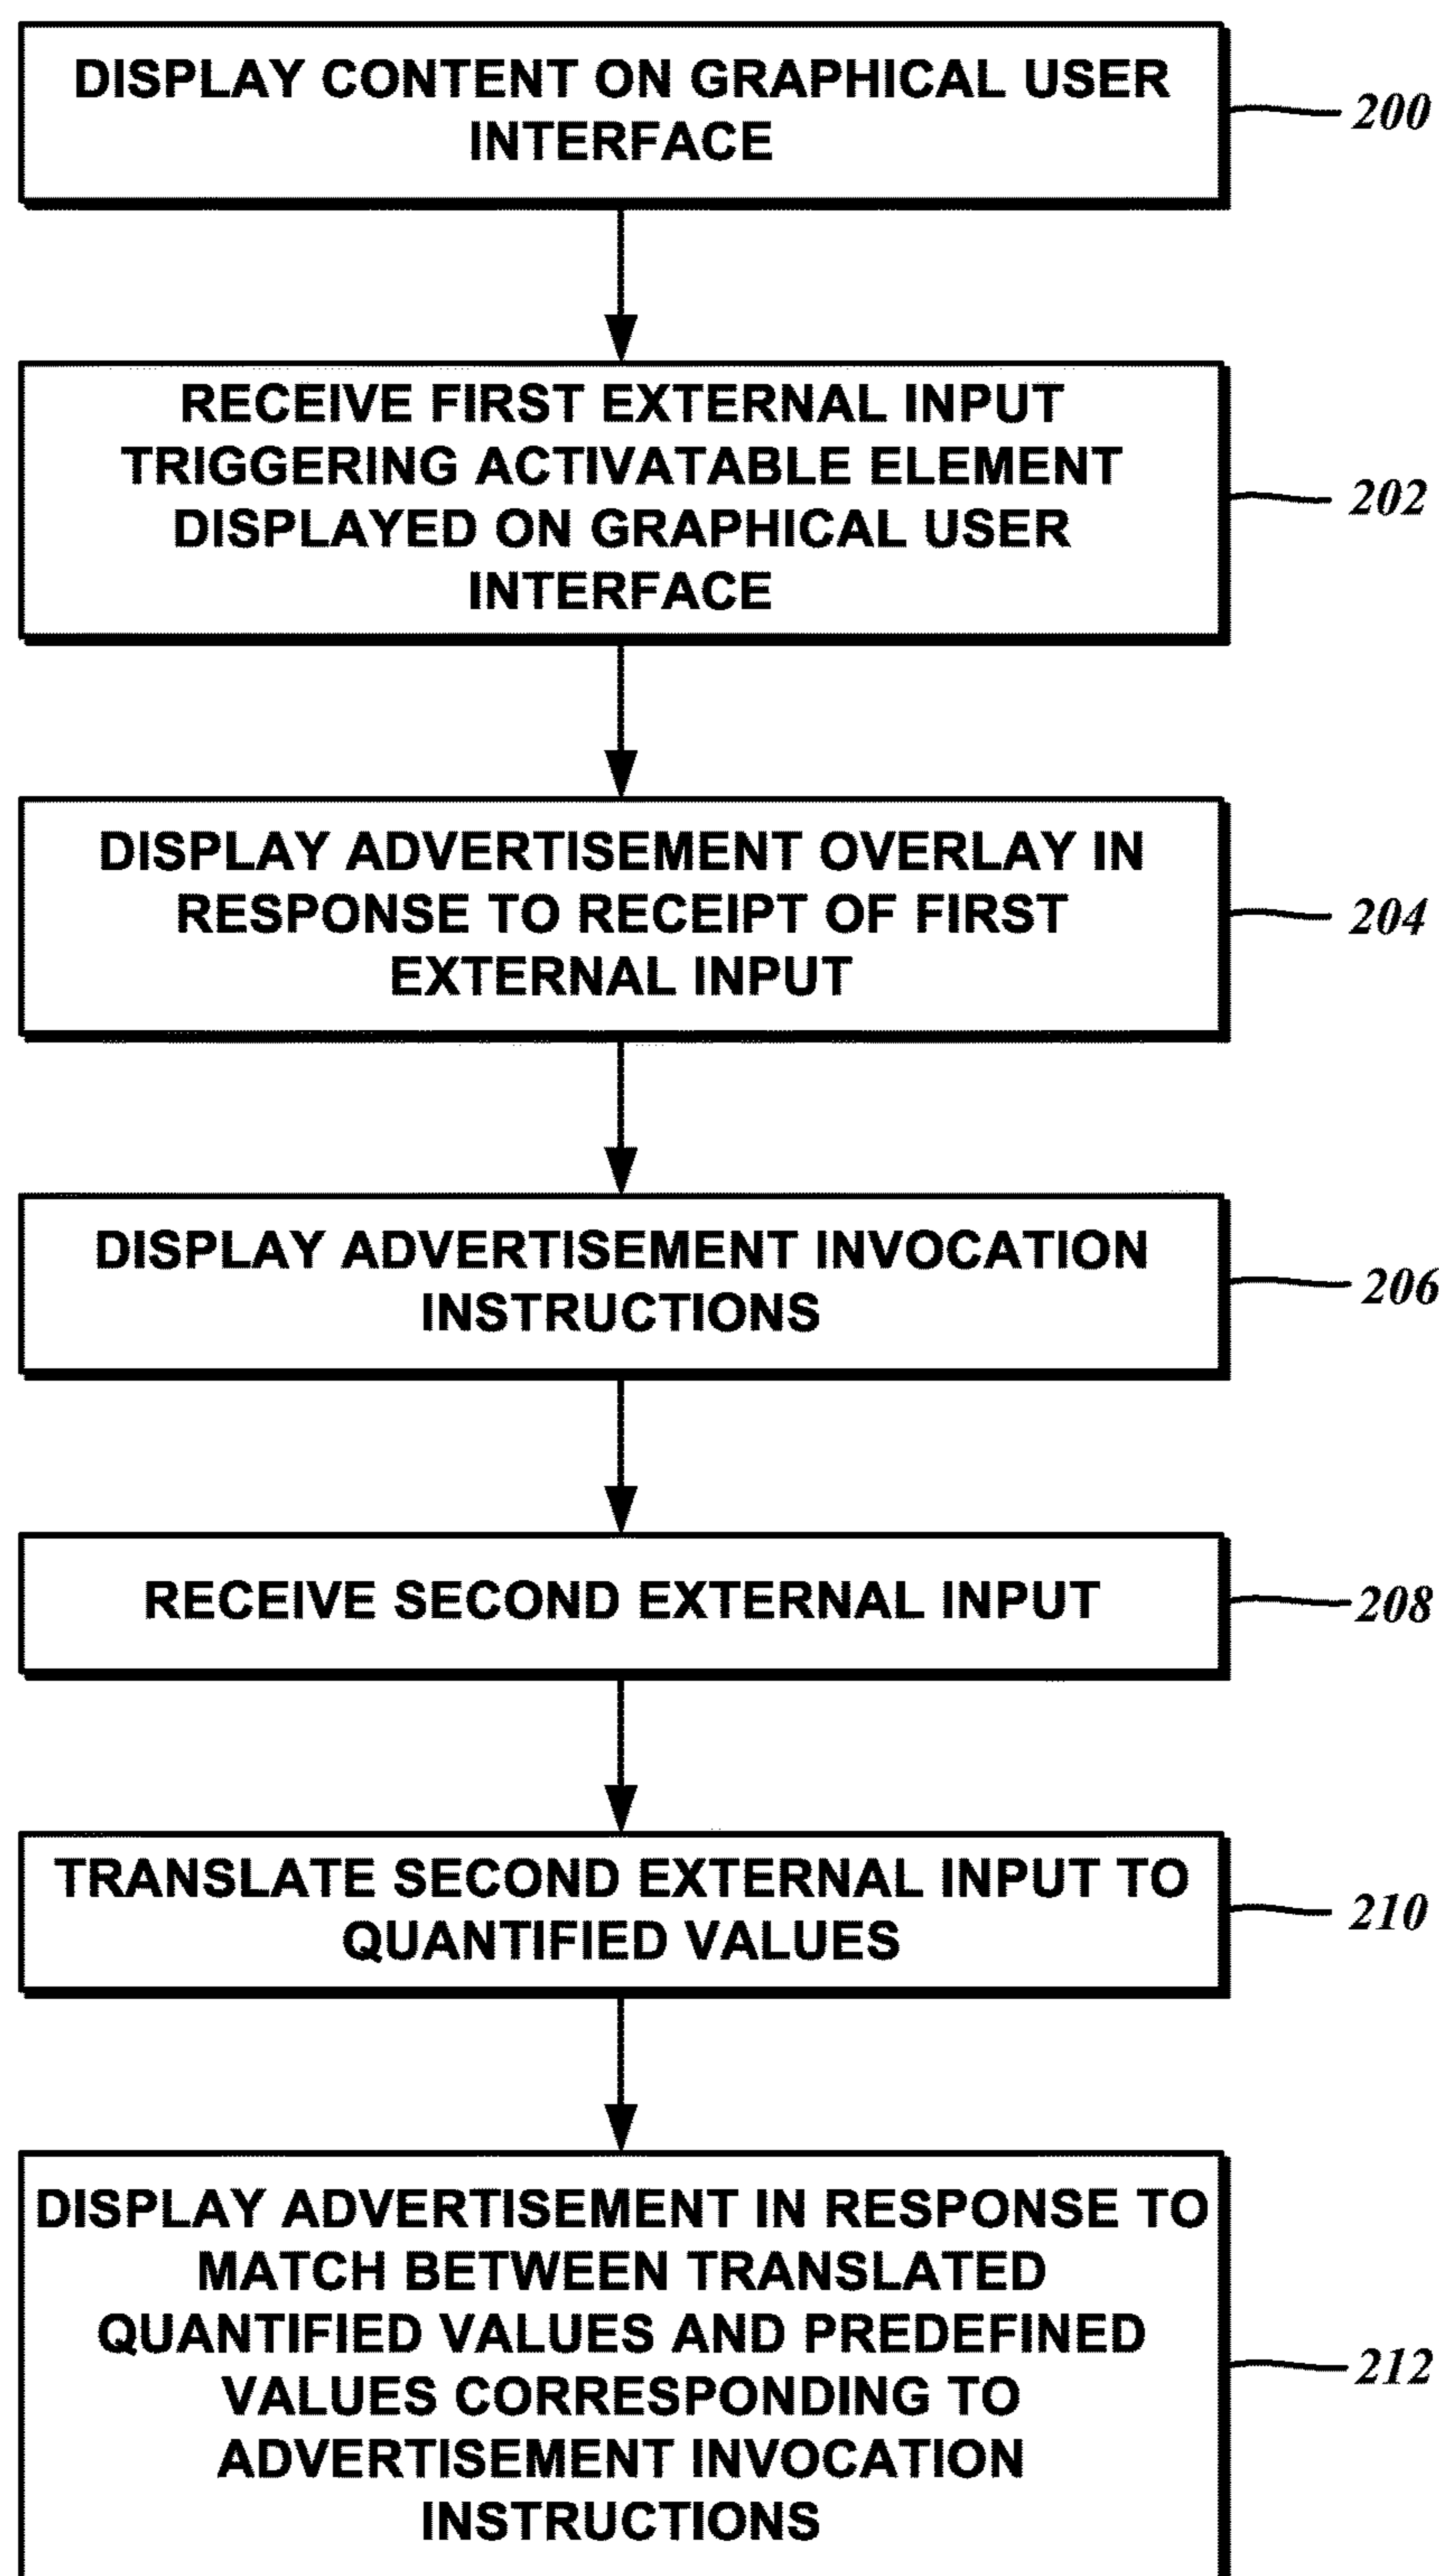 DISPLAY CONTENT ON GRAPHICAL USER
INTERFACE
200
RECEIVE FIRST EXTERNAL INPUT
TRIGGERING ACTIVATABLE ELEMENT
DISPLAYED ON GRAPHICAL USER
INTERFACE
202
DISPLAY ADVERTISEMENT OVERLAY IN
RESPONSE TO RECEIPT OF FIRST
EXTERNAL INPUT
204
DISPLAY ADVERTISEMENT INVOCATION
INSTRUCTIONS
206
RECEIVE SECOND EXTERNAL INPUT
208
TRANSLATE SECOND EXTERNAL INPUT TO
QUANTIFIED VALUES
210
DISPLAY ADVERTISEMENT IN RESPONSE TO
MATCH BETWEEN TRANSLATED
QUANTIFIED VALUES AND PREDEFINED
VALUES CORRESPONDING TO
ADVERTISEMENT INVOCATION
INSTRUCTIONS
212